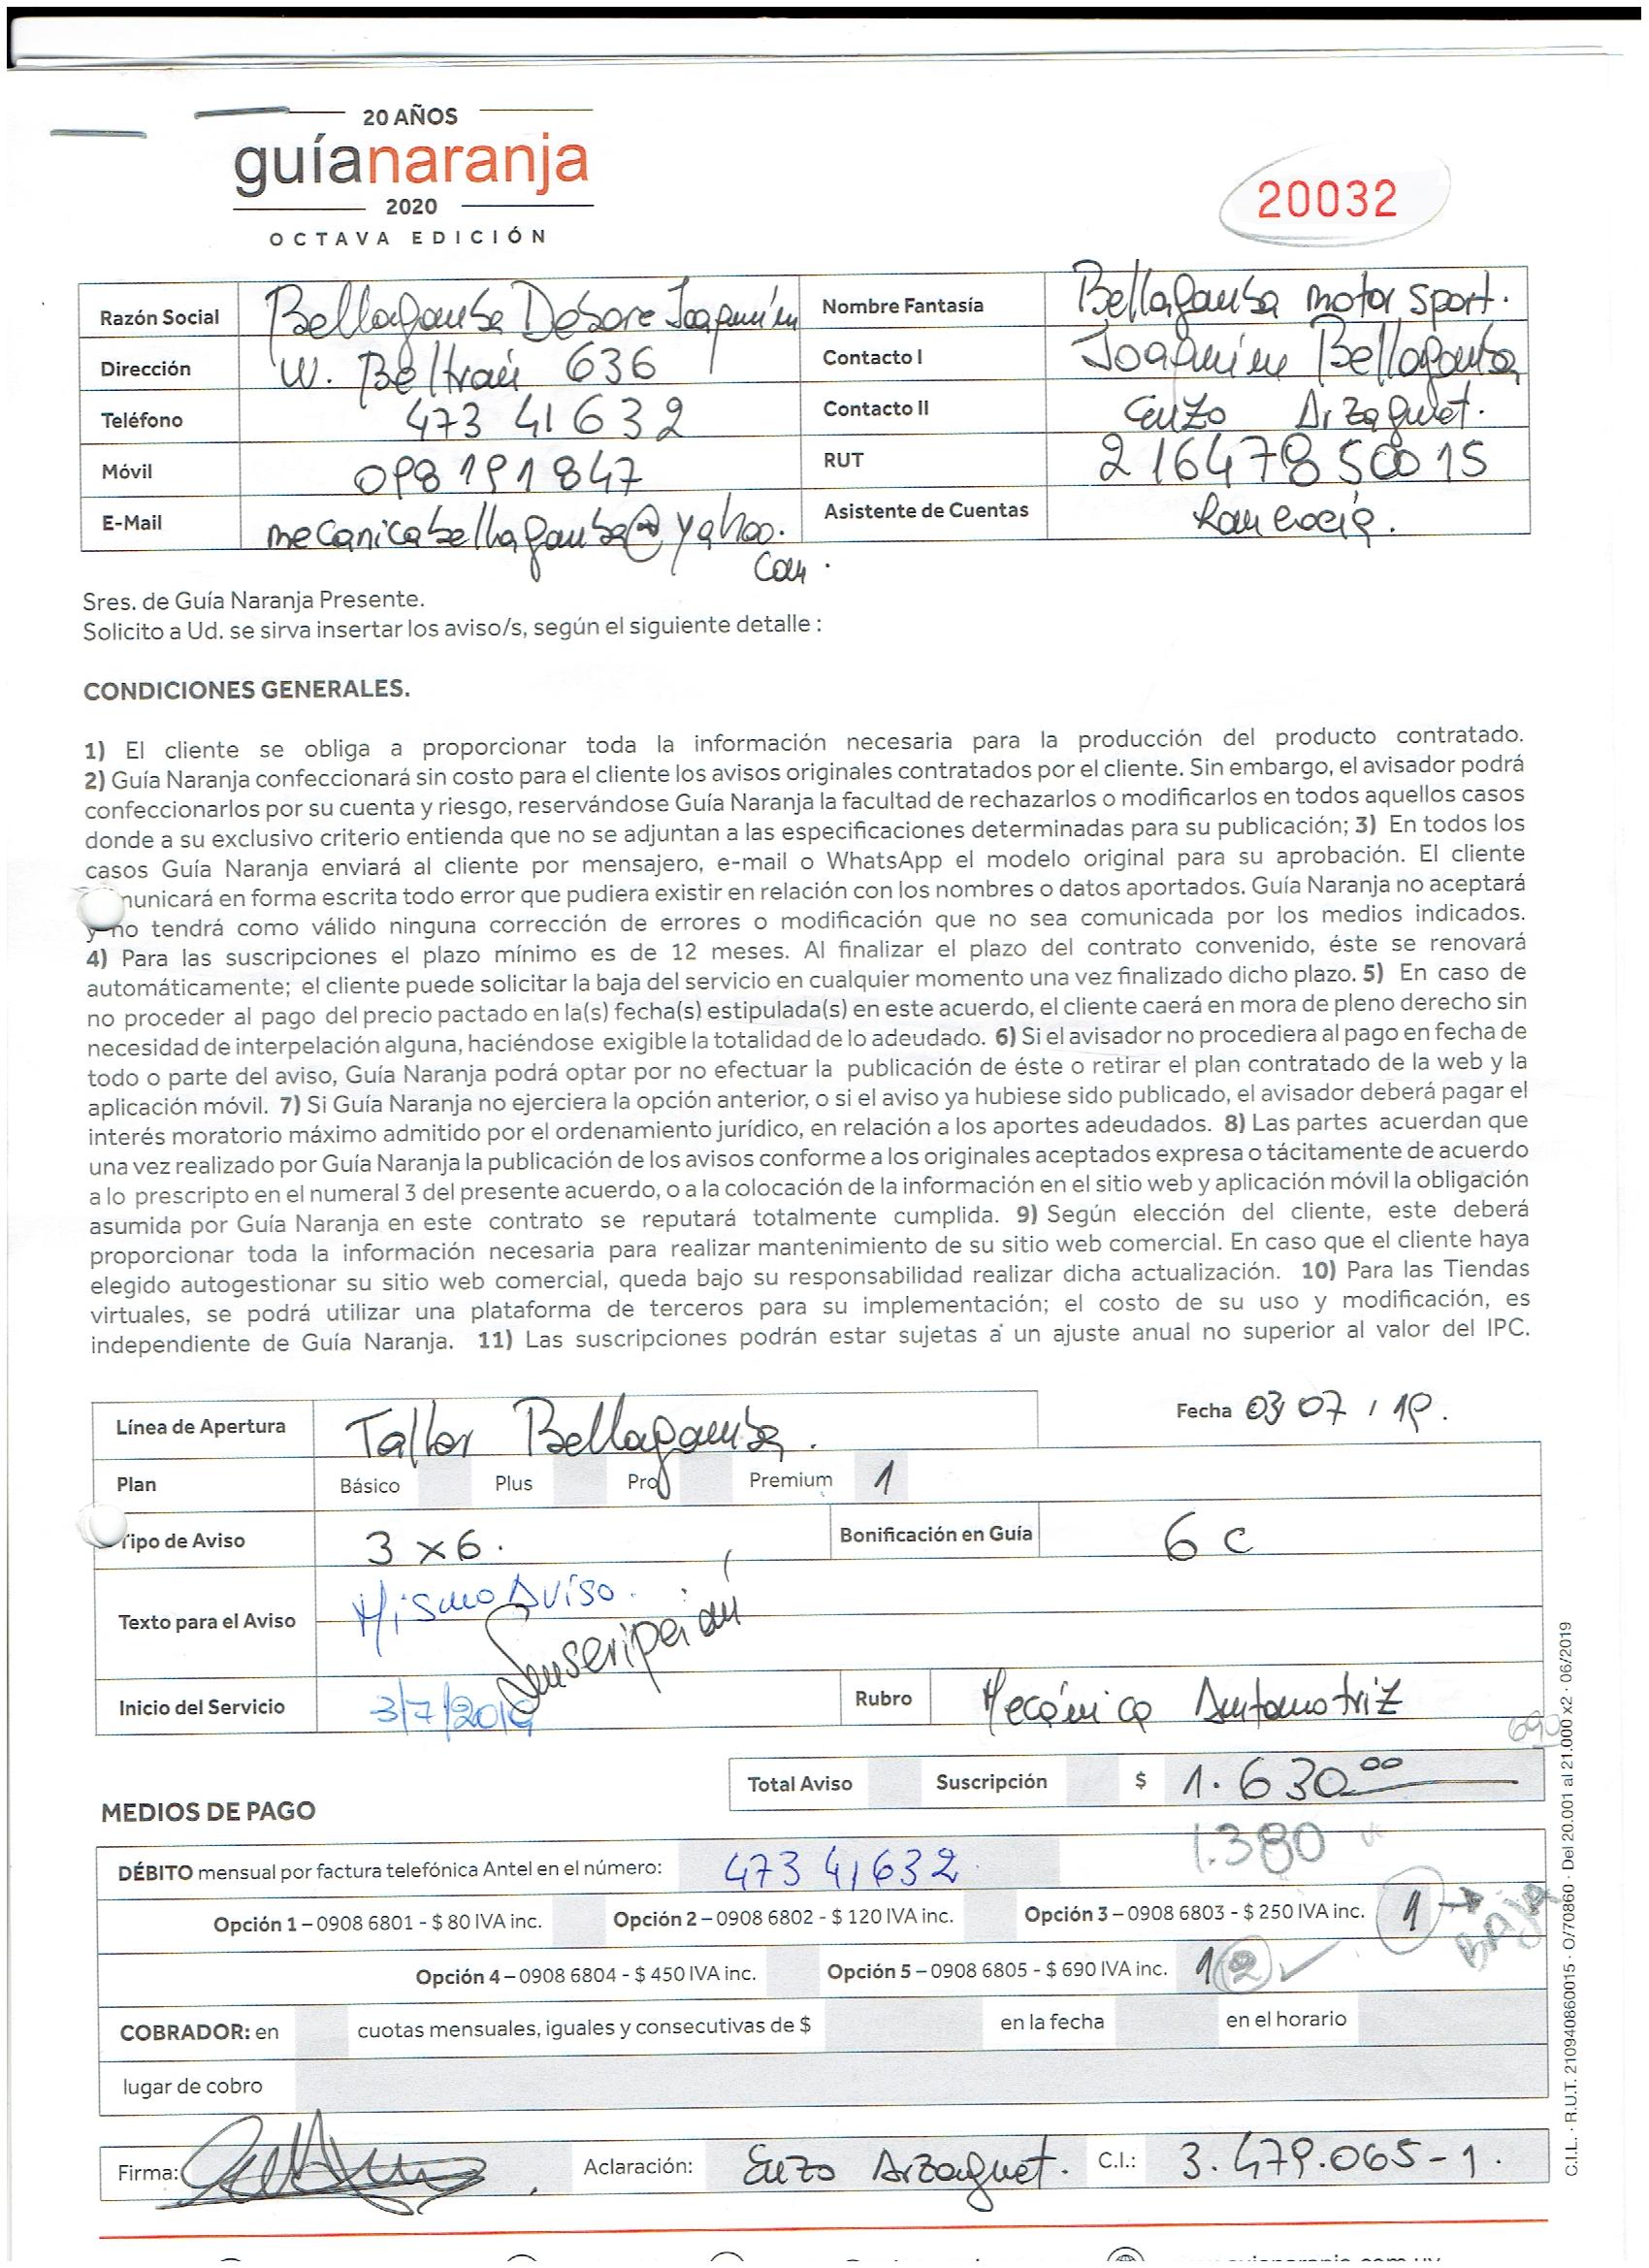 20 AÑOS
guíanaranja
2020
OCTAVA EDICIÓN
20032
Razón Social Bellagamba Debore Joaquín Nombre Fantasía Bellagamba motor sport.
Dirección W. Beltrán 636 Contacto I Joaquín Bellagamba
Teléfono 473 41632 Contacto II Enzo Arzaguet.
Móvil 098191847 RUT 216478500015
E-Mail mecanicabellagamba@yahoo. Asistente de Cuentas
com.
Sres. de Guía Naranja Presente.
Solicito a Ud. se sirva insertar los aviso/s, según el siguiente detalle :
CONDICIONES GENERALES.
1) El cliente se obliga a proporcionar toda la información necesaria para la producción del producto contratado.
2) Guía Naranja confeccionará sin costo para el cliente los avisos originales contratados por el cliente. Sin embargo, el avisador podrá
confeccionarlos por su cuenta y riesgo, reservándose Guía Naranja la facultad de rechazarlos o modificarlos en todos aquellos casos
donde a su exclusivo criterio entienda que no se adjuntan a las especificaciones determinadas para su publicación; 3) En todos los
casos Guía Naranja enviará al cliente por mensajero, e-mail o WhatsApp el modelo original para su aprobación. El cliente
municará en forma escrita todo error que pudiera existir en relación con los nombres o datos aportados. Guía Naranja no aceptará
y no tendrá como válido ninguna corrección de errores o modificación que no sea comunicada por los medios indicados.
4) Para las suscripciones el plazo mínimo es de 12 meses. Al finalizar el plazo del contrato convenido, éste se renovará
automáticamente; el cliente puede solicitar la baja del servicio en cualquier momento una vez finalizado dicho plazo. 5) En caso de
no proceder al pago del precio pactado en la(s) fecha(s) estipulada(s) en este acuerdo, el cliente caerá en mora de pleno derecho sin
necesidad de interpelación alguna, haciéndose exigible la totalidad de lo adeudado. 6) Si el avisador no procediera al pago en fecha de
todo o parte del aviso, Guía Naranja podrá optar por no efectuar la publicación de éste o retirar el plan contratado de la web y la
aplicación móvil. 7) Si Guía Naranja no ejerciera la opción anterior, o si el aviso ya hubiese sido publicado, el avisador deberá pagar el
interés moratorio máximo admitido por el ordenamiento jurídico, en relación a los aportes adeudados. 8) Las partes acuerdan que
una vez realizado por Guía Naranja la publicación de los avisos conforme a los originales aceptados expresa o tácitamente de acuerdo
a lo prescripto en el numeral 3 del presente acuerdo, o a la colocación de la información en el sitio web y aplicación móvil la obligación
asumida por Guía Naranja en este contrato se reputará totalmente cumplida. 9) Según elección del cliente, este deberá
proporcionar toda la información necesaria para realizar mantenimiento de su sitio web comercial. En caso que el cliente haya
elegido autogestionar su sitio web comercial, queda bajo su responsabilidad realizar dicha actualización. 10) Para las Tiendas
virtuales, se podrá utilizar una plataforma de terceros para su implementación; el costo de su uso y modificación, es
independiente de Guía Naranja. 11) Las suscripciones podrán estar sujetas a un ajuste anual no superior al valor del IPC.
Línea de Apertura Taller Bellagamba. Fecha 03/07/19.
Plan Básico Plus Pro Premium 1
Tipo de Aviso 3 x 6. Bonificación en Guía 6 c
Texto para el Aviso Mismo Aviso.
Suscripción
Inicio del Servicio 3/7/2019 Rubro Mecánica Automotriz
690
Total Aviso Suscripción $ 1.630 00
MEDIOS DE PAGO
1.380
DÉBITO mensual por factura telefónica Antel en el número: 473 41632
Opción 1 – 0908 6801 - $ 80 IVA inc. Opción 2 – 0908 6802 - $ 120 IVA inc. Opción 3 – 0908 6803 - $ 250 IVA inc. 1 → Baja
Opción 4 – 0908 6804 - $ 450 IVA inc. Opción 5 – 0908 6805 - $ 690 IVA inc. 1 2 ✓
COBRADOR: en cuotas mensuales, iguales y consecutivas de $ en la fecha en el horario
lugar de cobro
Firma: Aclaración: Enzo Arzaguet. C.I.: 3.479.065-1.
C.I.L. · R.U.T. 210940860015 · O/70860 · Del 20.001 al 21.000 x2 · 06/2019